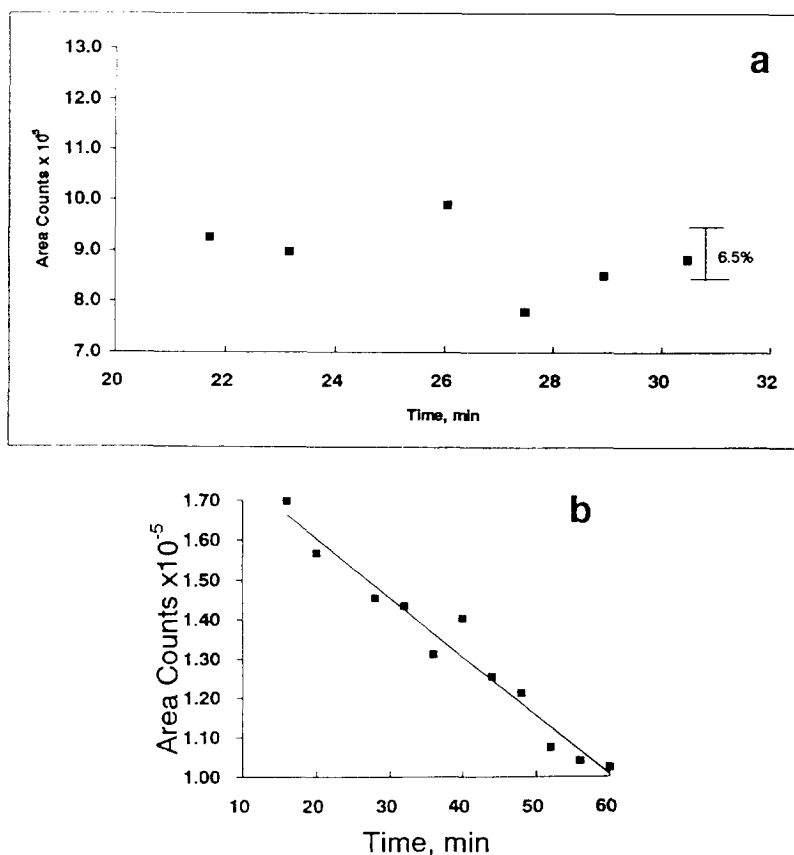 a
13.0
12.0
11.0
10.0
9.0
8.0
7.0
Area Counts x 10⁵
6.5%
20 22 24 26 28 30 32
Time, min
b
1.70
1.60
1.50
1.40
1.30
1.20
1.10
1.00
Area Counts x10⁻⁵
10 20 30 40 50 60
Time, min